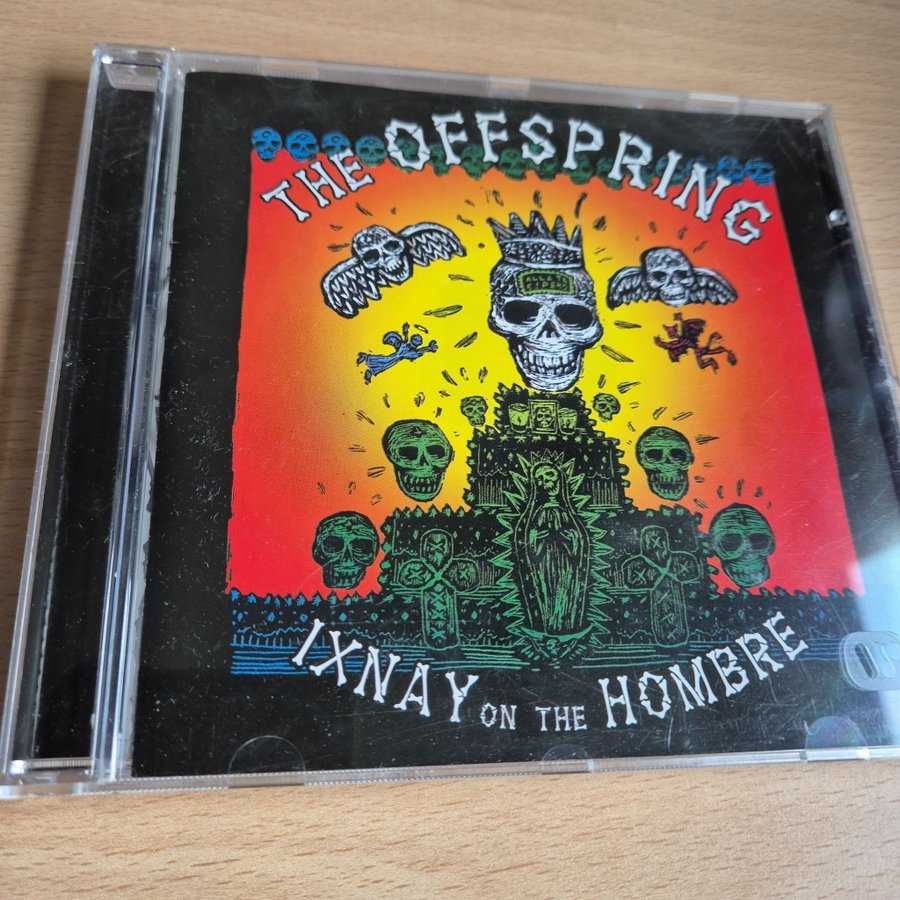 THE OFFSPRING
IXNAY ON THE HOMBRE